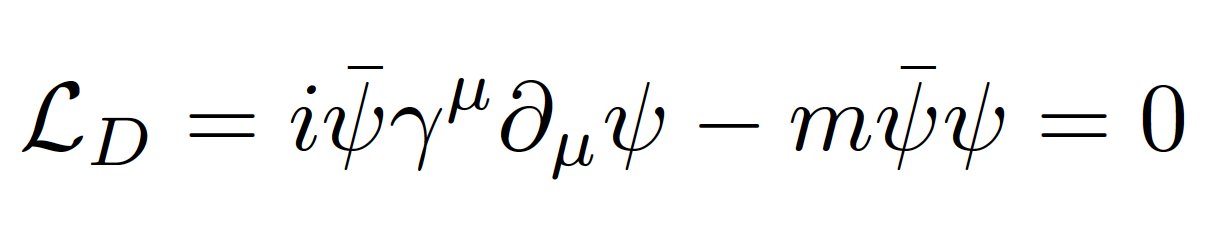 ℒ_D = iψ̄γ^μ∂_μψ − mψ̄ψ = 0